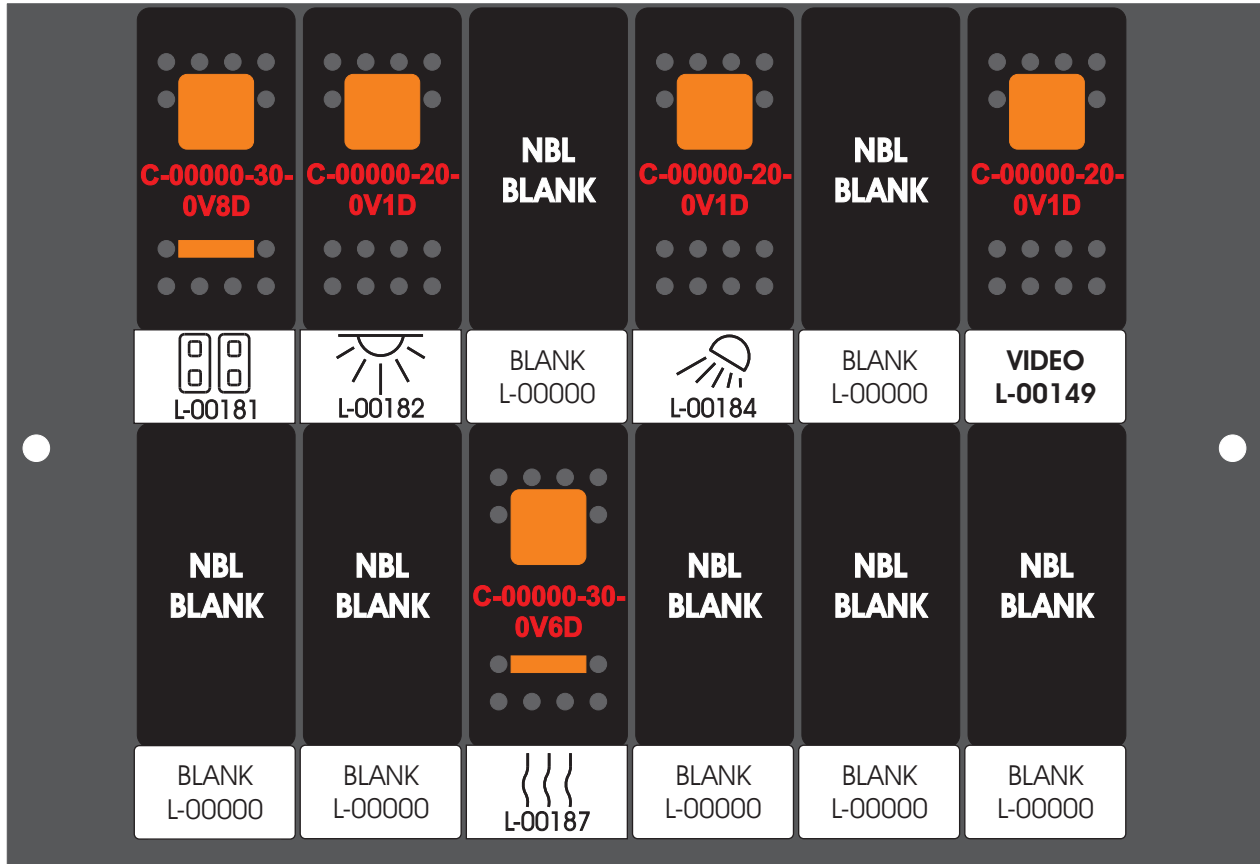 C-00000-30-
0V8D
C-00000-20-
0V1D
NBL
BLANK
C-00000-20-
0V1D
NBL
BLANK
C-00000-20-
0V1D
L-00181
L-00182
BLANK
L-00000
L-00184
BLANK
L-00000
VIDEO
L-00149
NBL
BLANK
NBL
BLANK
C-00000-30-
0V6D
NBL
BLANK
NBL
BLANK
NBL
BLANK
BLANK
L-00000
BLANK
L-00000
L-00187
BLANK
L-00000
BLANK
L-00000
BLANK
L-00000